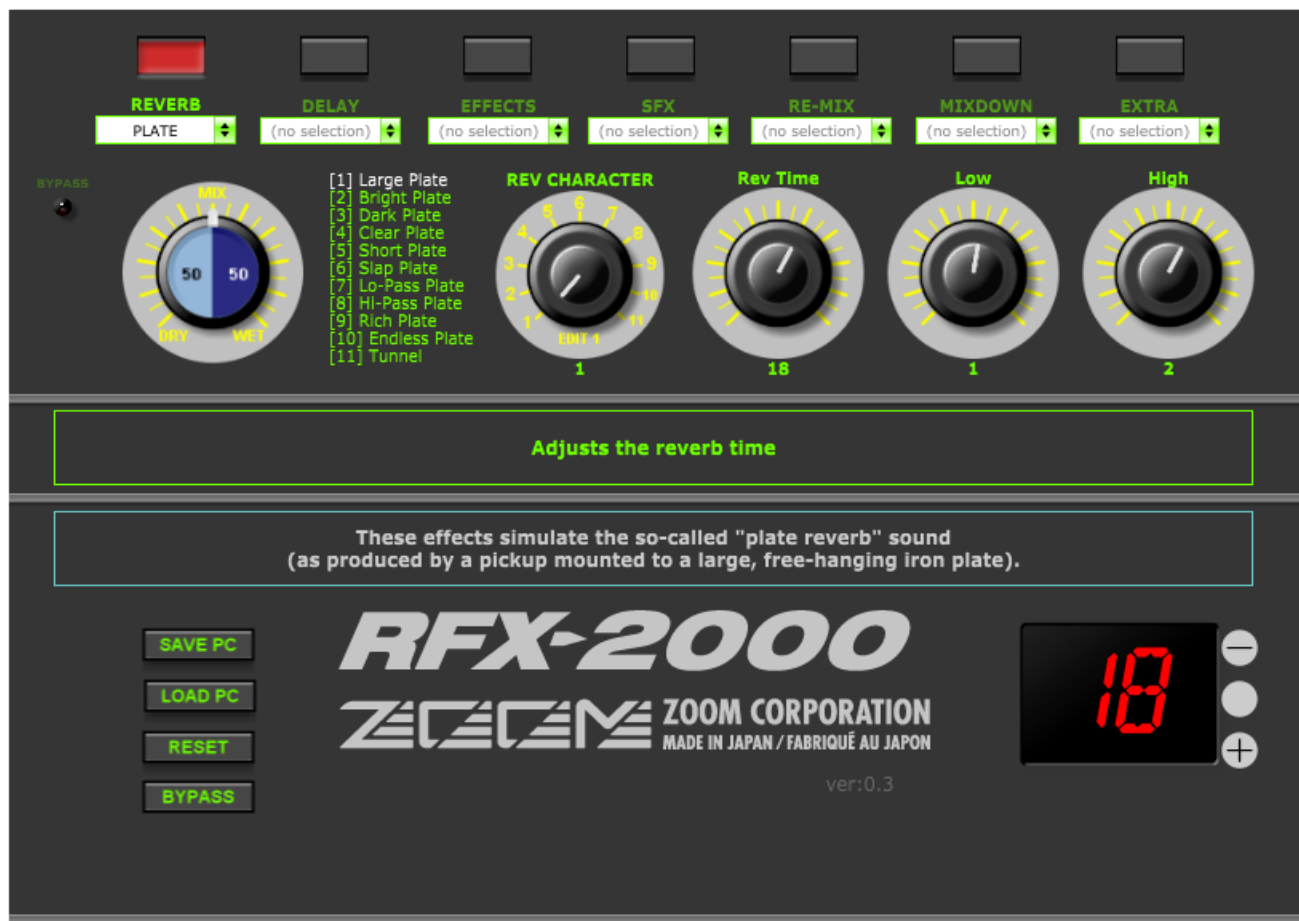 REVERB
DELAY
EFFECTS
SFX
RE-MIX
MIXDOWN
EXTRA
PLATE
(no selection)
(no selection)
(no selection)
(no selection)
(no selection)
(no selection)
BYPASS
MIX
50
50
DRY
WET
[1] Large Plate
[2] Bright Plate
[3] Dark Plate
[4] Clear Plate
[5] Short Plate
[6] Slap Plate
[7] Lo-Pass Plate
[8] Hi-Pass Plate
[9] Rich Plate
[10] Endless Plate
[11] Tunnel
REV CHARACTER
1
2
3
4
5
6
7
8
9
10
11
EDIT 1
1
Rev Time
18
Low
1
High
2
Adjusts the reverb time
These effects simulate the so-called "plate reverb" sound
(as produced by a pickup mounted to a large, free-hanging iron plate).
SAVE PC
LOAD PC
RESET
BYPASS
RFX-2000
ZOOM
ZOOM CORPORATION
MADE IN JAPAN / FABRIQUÉ AU JAPON
ver:0.3
18
−
+